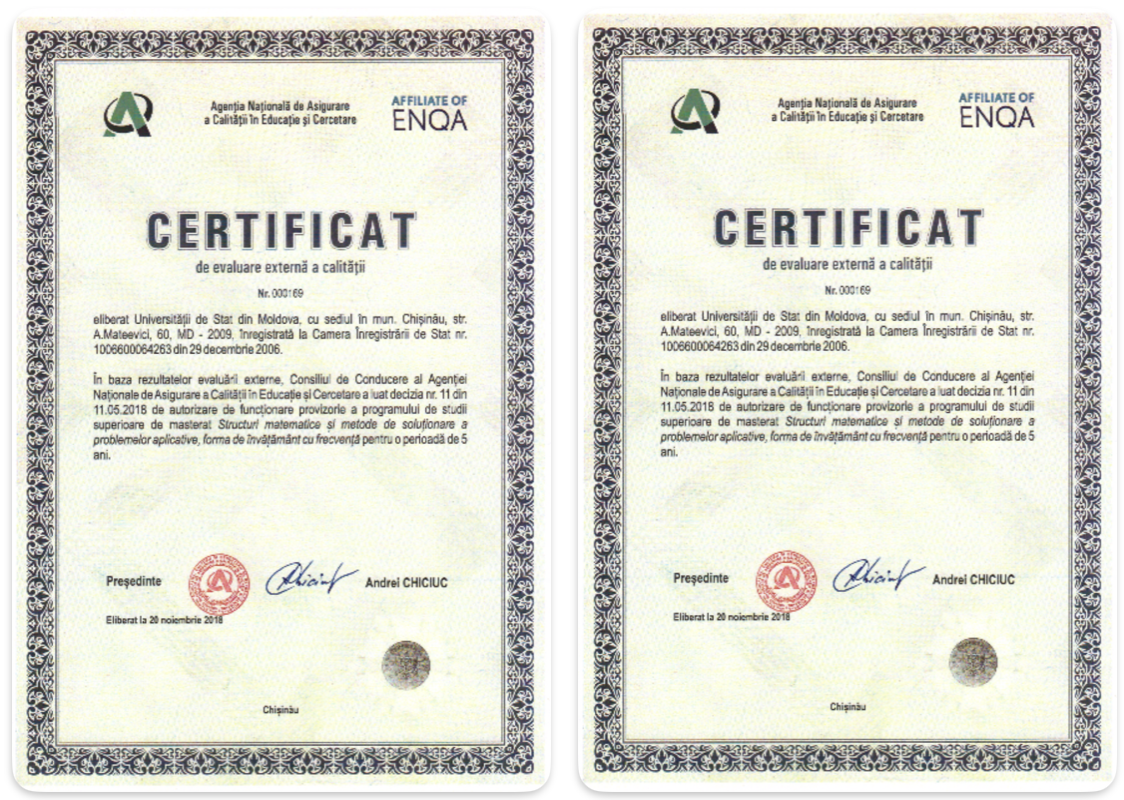 Agenția Națională de Asigurare
a Calității în Educație și Cercetare
AFFILIATE OF
ENQA
CERTIFICAT
de evaluare externă a calității
Nr. 000169
eliberat Universității de Stat din Moldova, cu sediul în mun. Chișinău, str.
A.Mateevici, 60, MD - 2009, înregistrată la Camera Înregistrării de Stat nr.
1006600064263 din 29 decembrie 2006.
În baza rezultatelor evaluării externe, Consiliul de Conducere al Agenției
Naționale de Asigurare a Calității în Educație și Cercetare a luat decizia nr. 11 din
11.05.2018 de autorizare de funcționare provizorie a programului de studii
superioare de masterat Structuri matematice și metode de soluționare a
problemelor aplicative, forma de învățământ cu frecvență pentru o perioadă de 5
ani.
Președinte
Andrei CHICIUC
Eliberat la 20 noiembrie 2018
Chișinău
Agenția Națională de Asigurare
a Calității în Educație și Cercetare
AFFILIATE OF
ENQA
CERTIFICAT
de evaluare externă a calității
Nr. 000169
eliberat Universității de Stat din Moldova, cu sediul în mun. Chișinău, str.
A.Mateevici, 60, MD - 2009, înregistrată la Camera Înregistrării de Stat nr.
1006600064263 din 29 decembrie 2006.
În baza rezultatelor evaluării externe, Consiliul de Conducere al Agenției
Naționale de Asigurare a Calității în Educație și Cercetare a luat decizia nr. 11 din
11.05.2018 de autorizare de funcționare provizorie a programului de studii
superioare de masterat Structuri matematice și metode de soluționare a
problemelor aplicative, forma de învățământ cu frecvență pentru o perioadă de 5
ani.
Președinte
Andrei CHICIUC
Eliberat la 20 noiembrie 2018
Chișinău